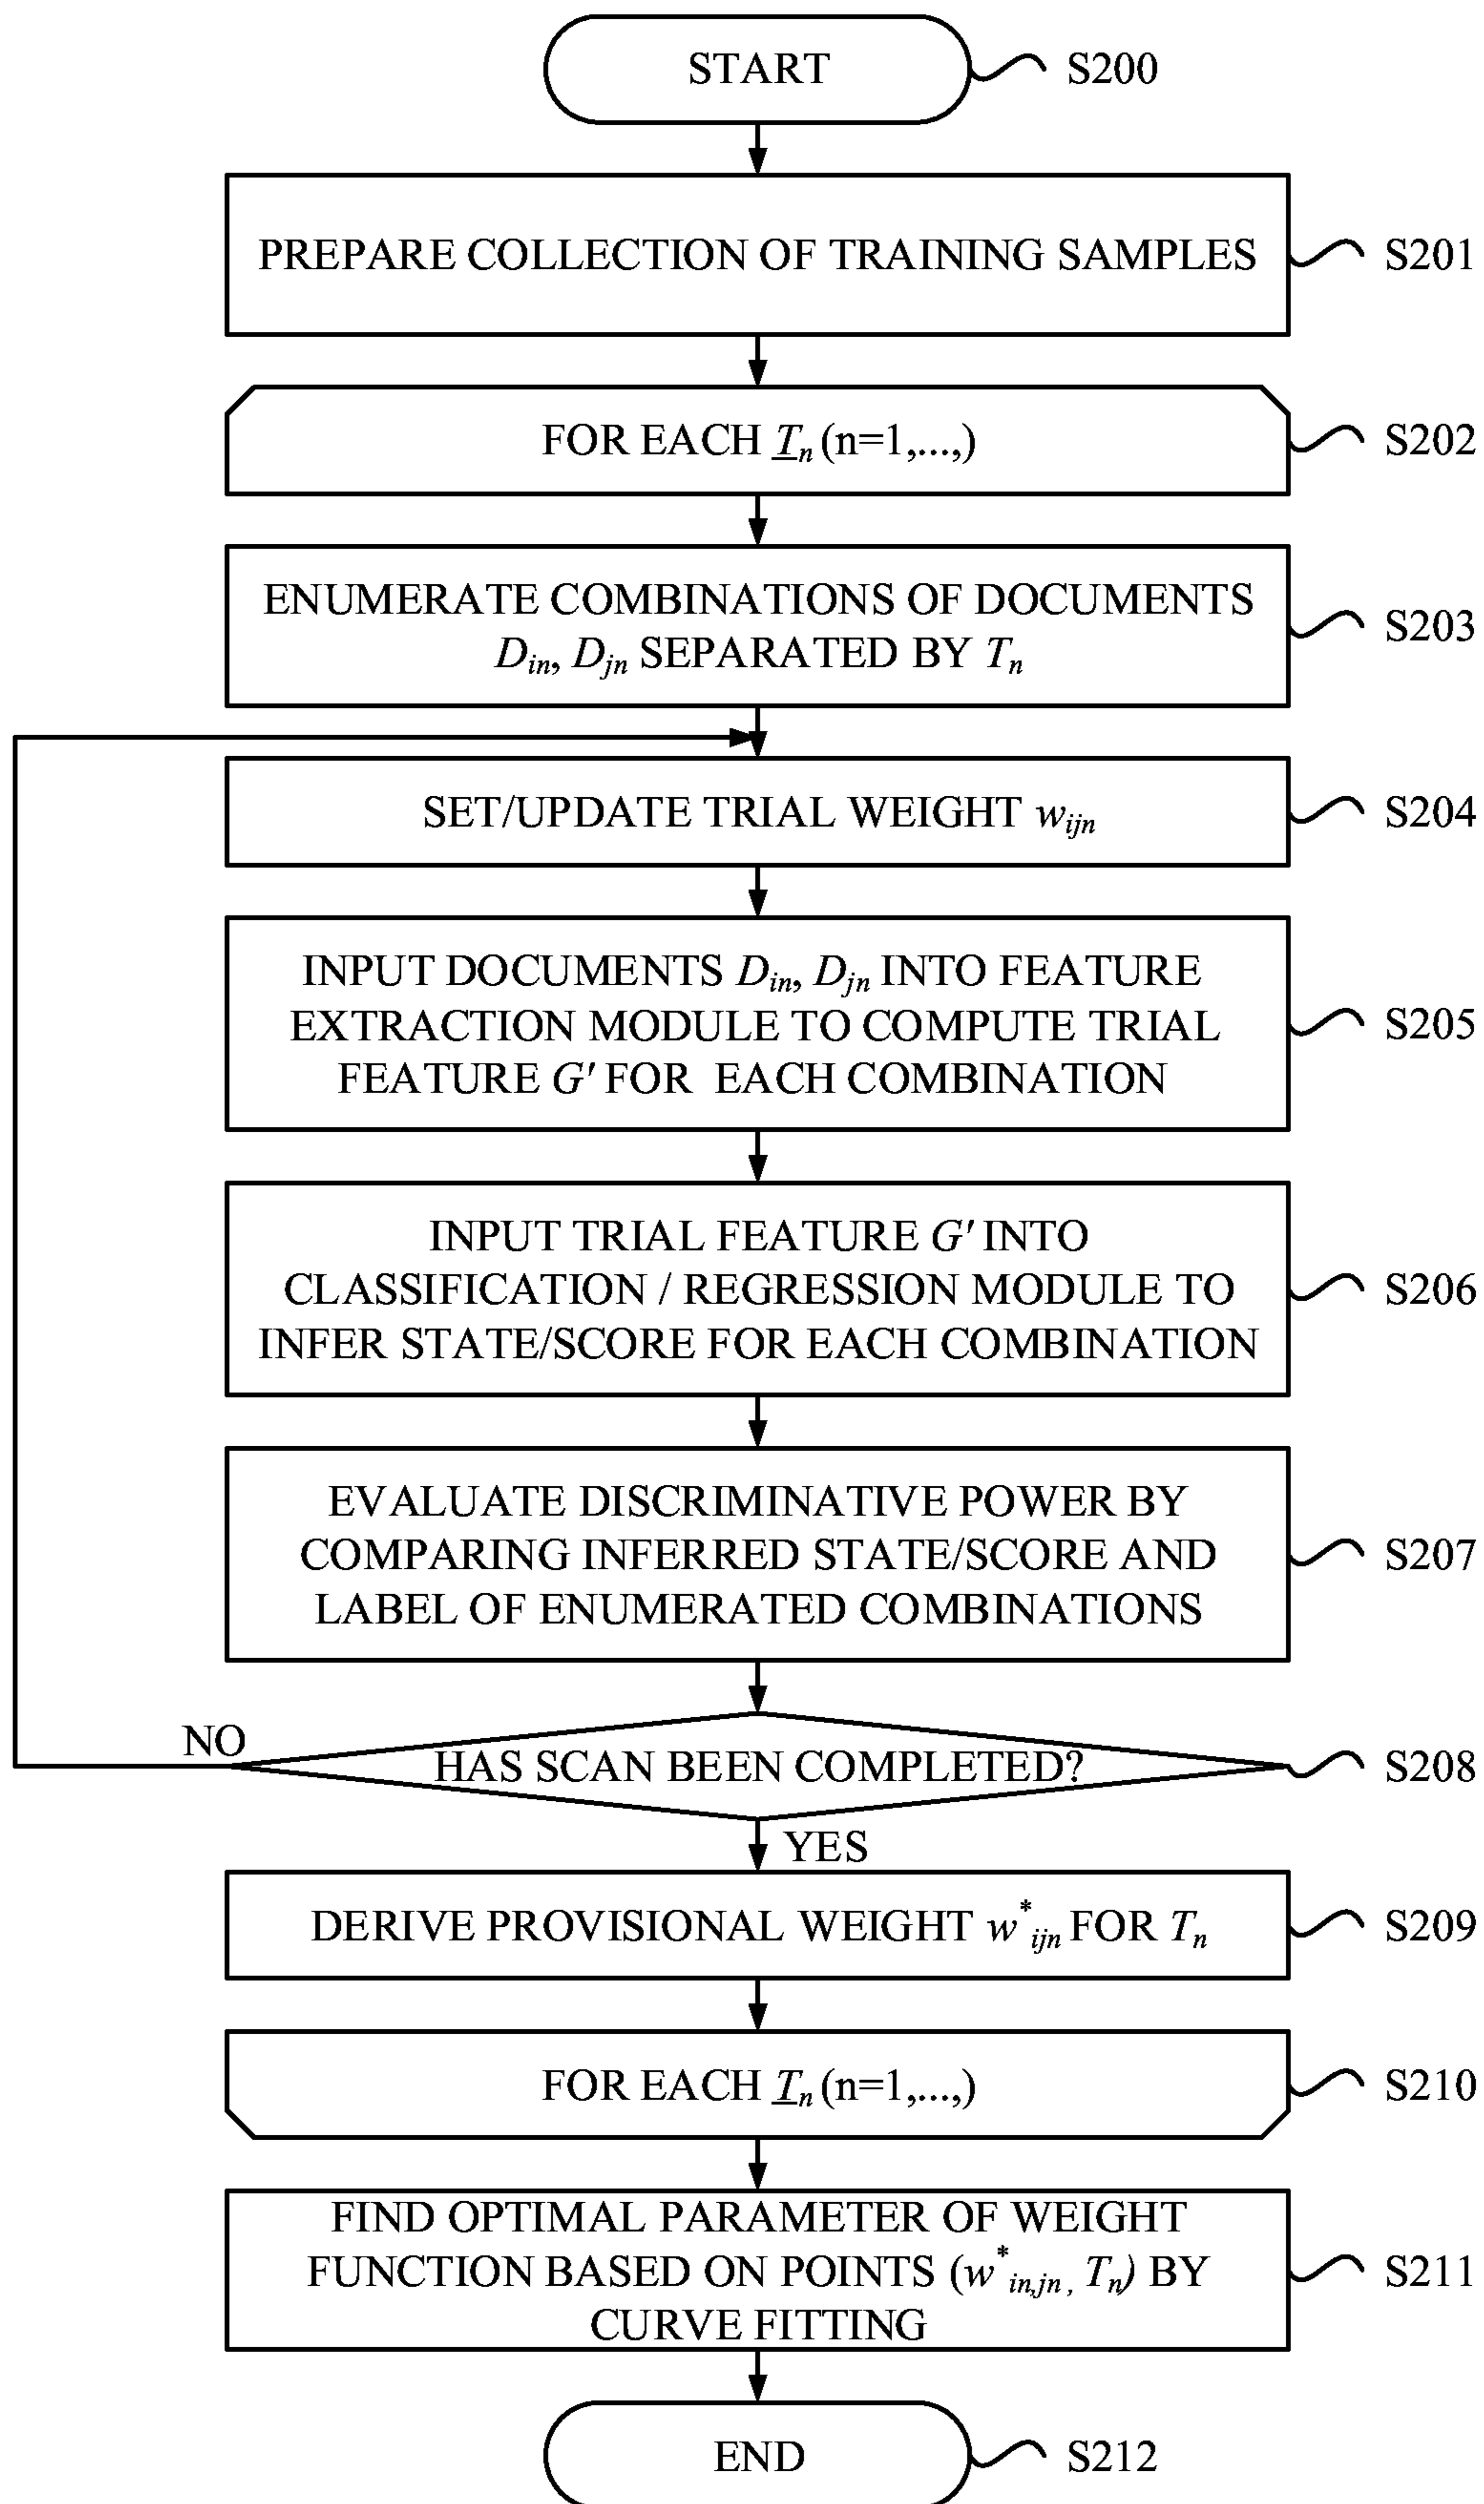 START
S200
PREPARE COLLECTION OF TRAINING SAMPLES
S201
FOR EACH Tn (n=1,...,)
S202
ENUMERATE COMBINATIONS OF DOCUMENTS
Din, Djn SEPARATED BY Tn
S203
SET/UPDATE TRIAL WEIGHT wijn
S204
INPUT DOCUMENTS Din, Djn INTO FEATURE
EXTRACTION MODULE TO COMPUTE TRIAL
FEATURE G' FOR EACH COMBINATION
S205
INPUT TRIAL FEATURE G' INTO
CLASSIFICATION / REGRESSION MODULE TO
INFER STATE/SCORE FOR EACH COMBINATION
S206
EVALUATE DISCRIMINATIVE POWER BY
COMPARING INFERRED STATE/SCORE AND
LABEL OF ENUMERATED COMBINATIONS
S207
NO
HAS SCAN BEEN COMPLETED?
S208
YES
DERIVE PROVISIONAL WEIGHT w*ijn FOR Tn
S209
FOR EACH Tn (n=1,...,)
S210
FIND OPTIMAL PARAMETER OF WEIGHT
FUNCTION BASED ON POINTS (w*in,jn, Tn) BY
CURVE FITTING
S211
END
S212